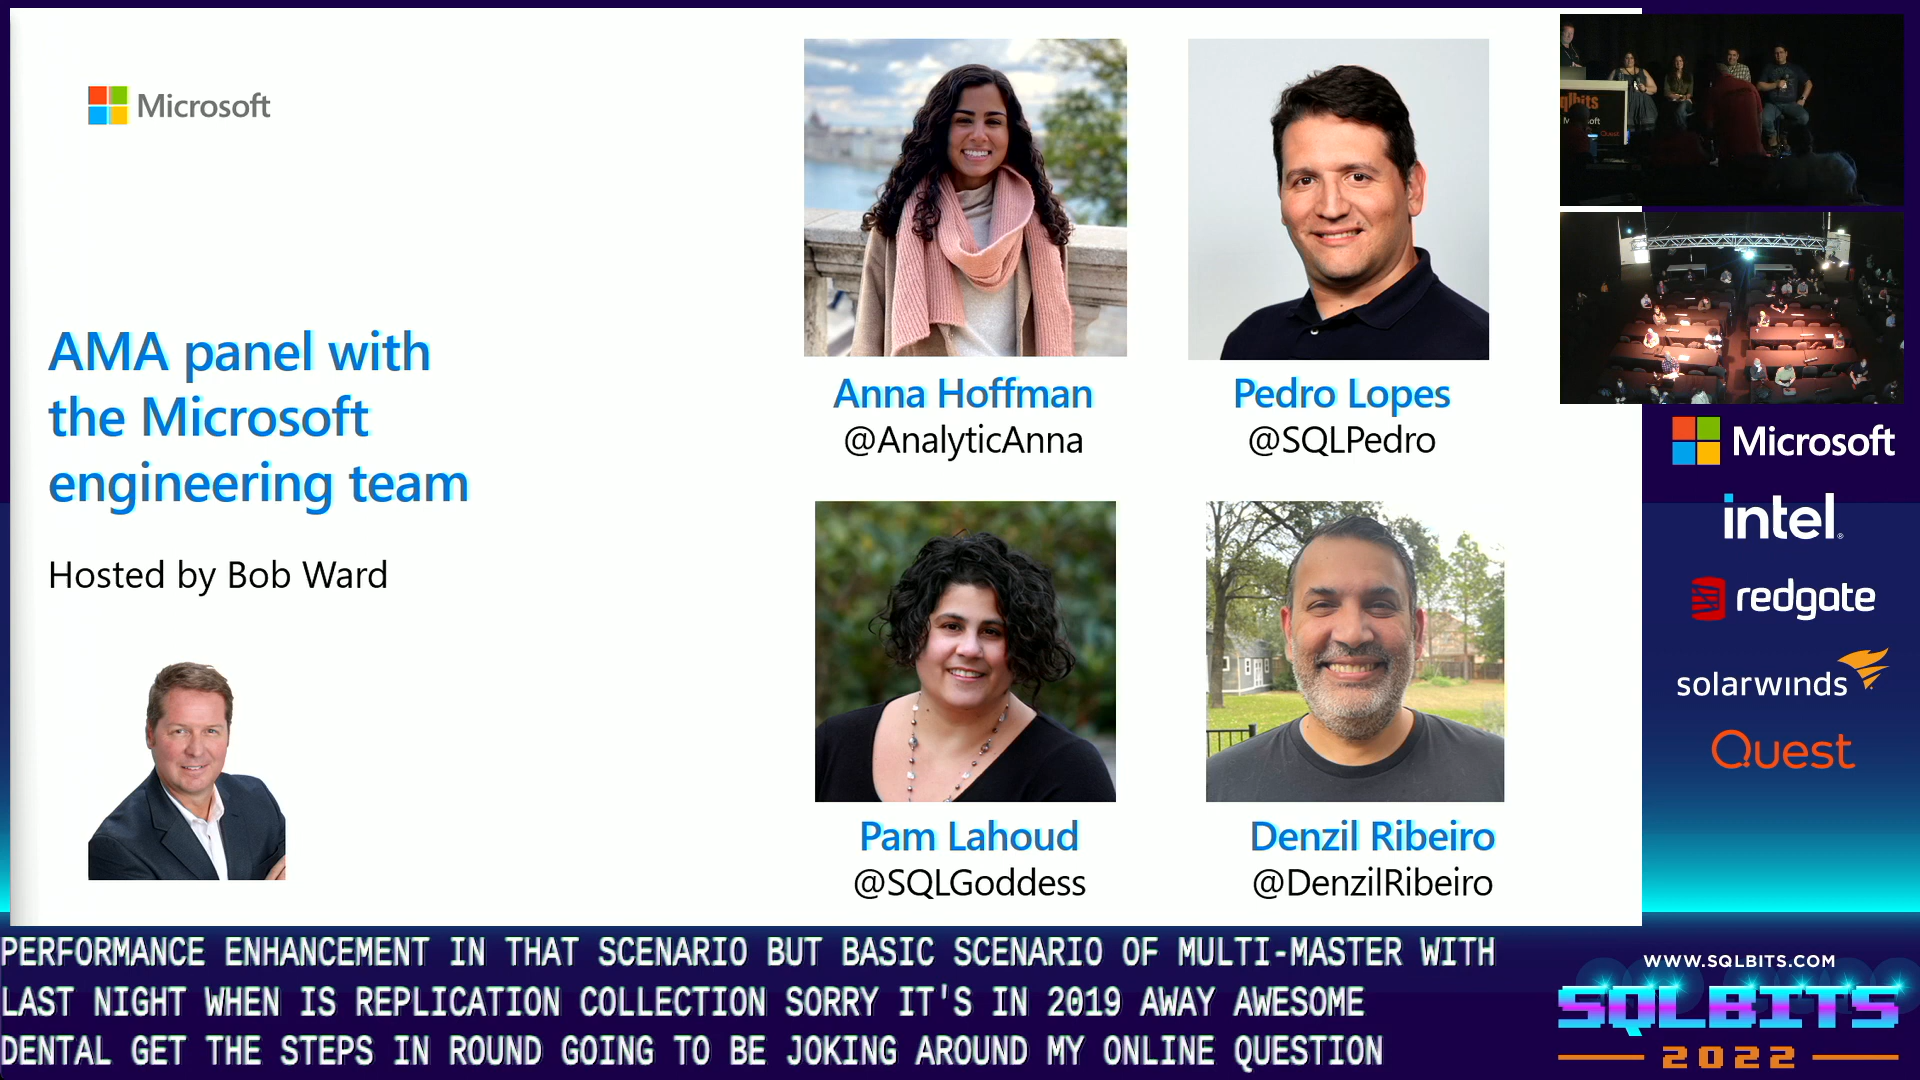 Microsoft
AMA panel with
the Microsoft
engineering team
Hosted by Bob Ward
Anna Hoffman
@AnalyticAnna
Pedro Lopes
@SQLPedro
Pam Lahoud
@SQLGoddess
Denzil Ribeiro
@DenzilRibeiro
sqlbits
Microsoft
Quest
Microsoft
intel.
redgate
solarwinds
Quest
PERFORMANCE ENHANCEMENT IN THAT SCENARIO BUT BASIC SCENARIO OF MULTI-MASTER WITH
LAST NIGHT WHEN IS REPLICATION COLLECTION SORRY IT'S IN 2019 AWAY AWESOME
DENTAL GET THE STEPS IN ROUND GOING TO BE JOKING AROUND MY ONLINE QUESTION
WWW.SQLBITS.COM
SQLBITS
2022